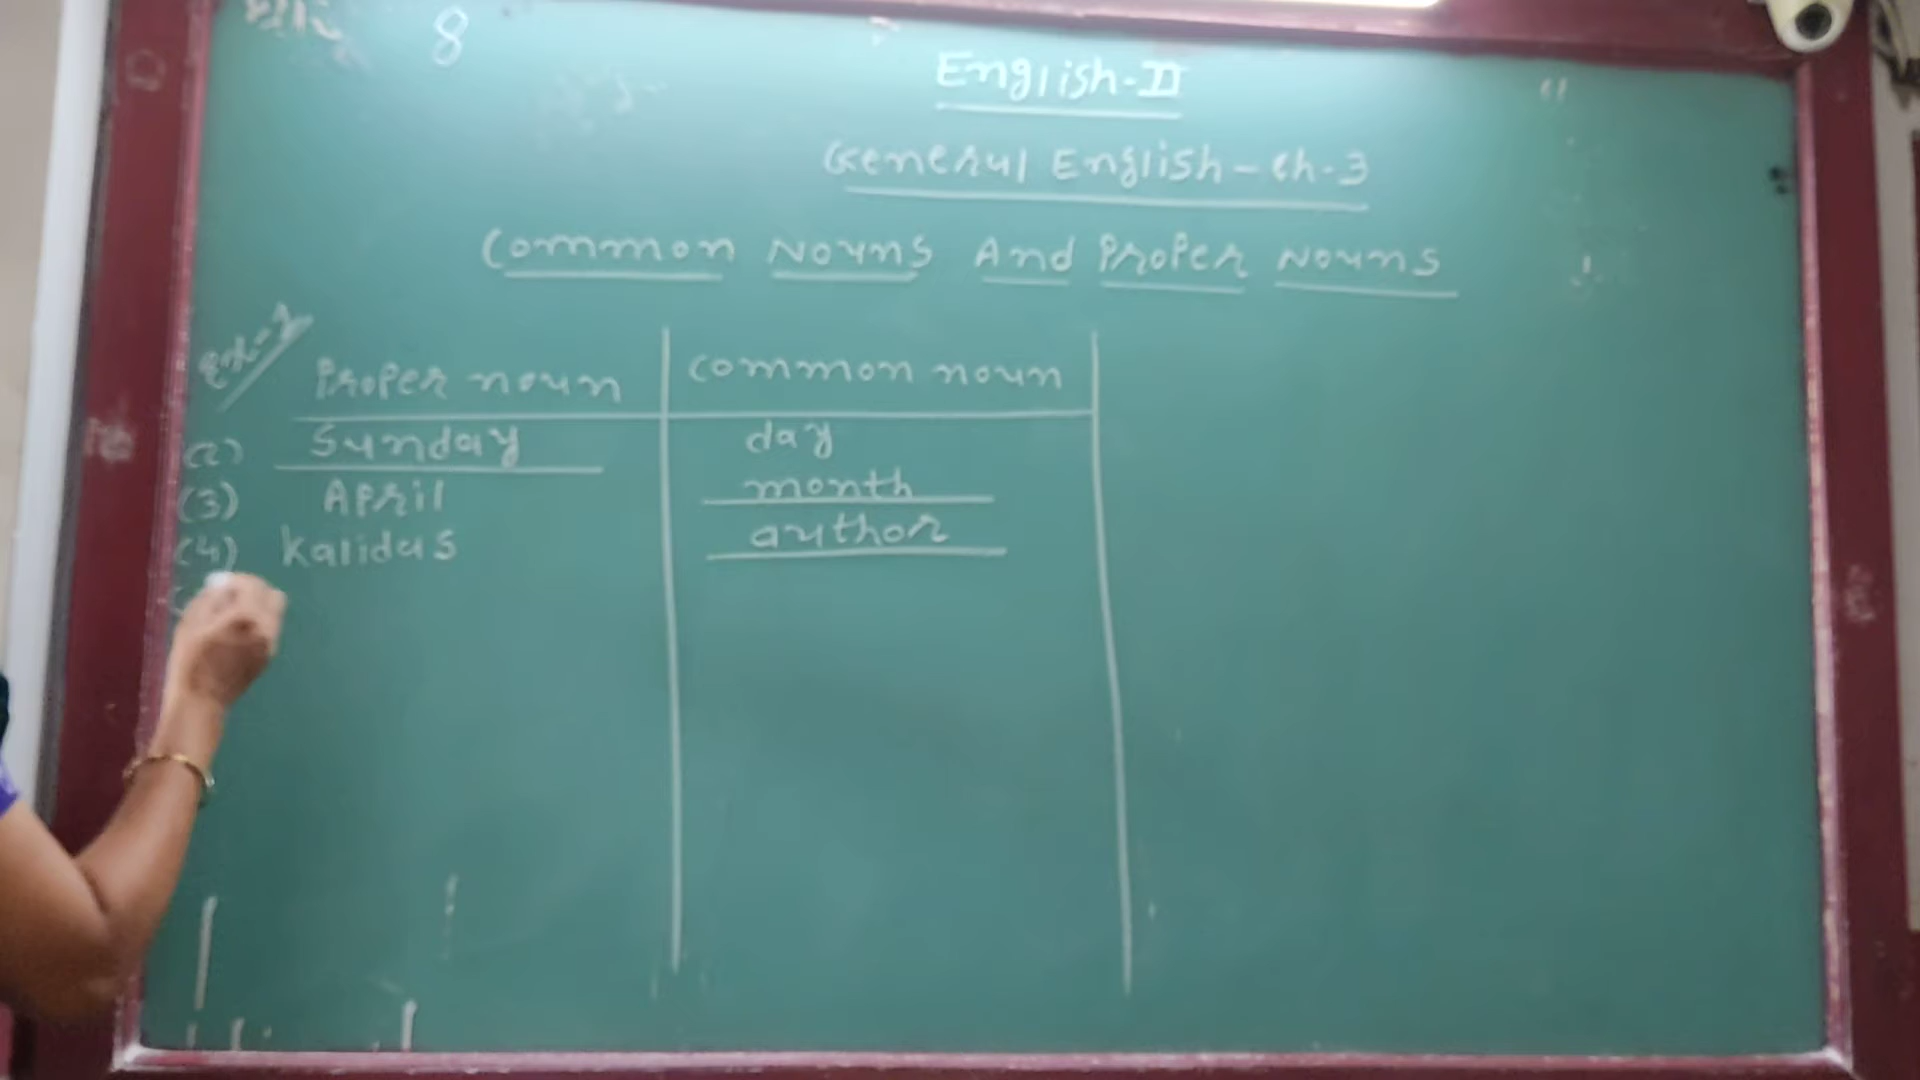 8
English-II
General English-ch-3
Common Nouns And Proper Nouns
Proper noun common noun
(2) Sunday day
(3) April month
(4) Kalidas author